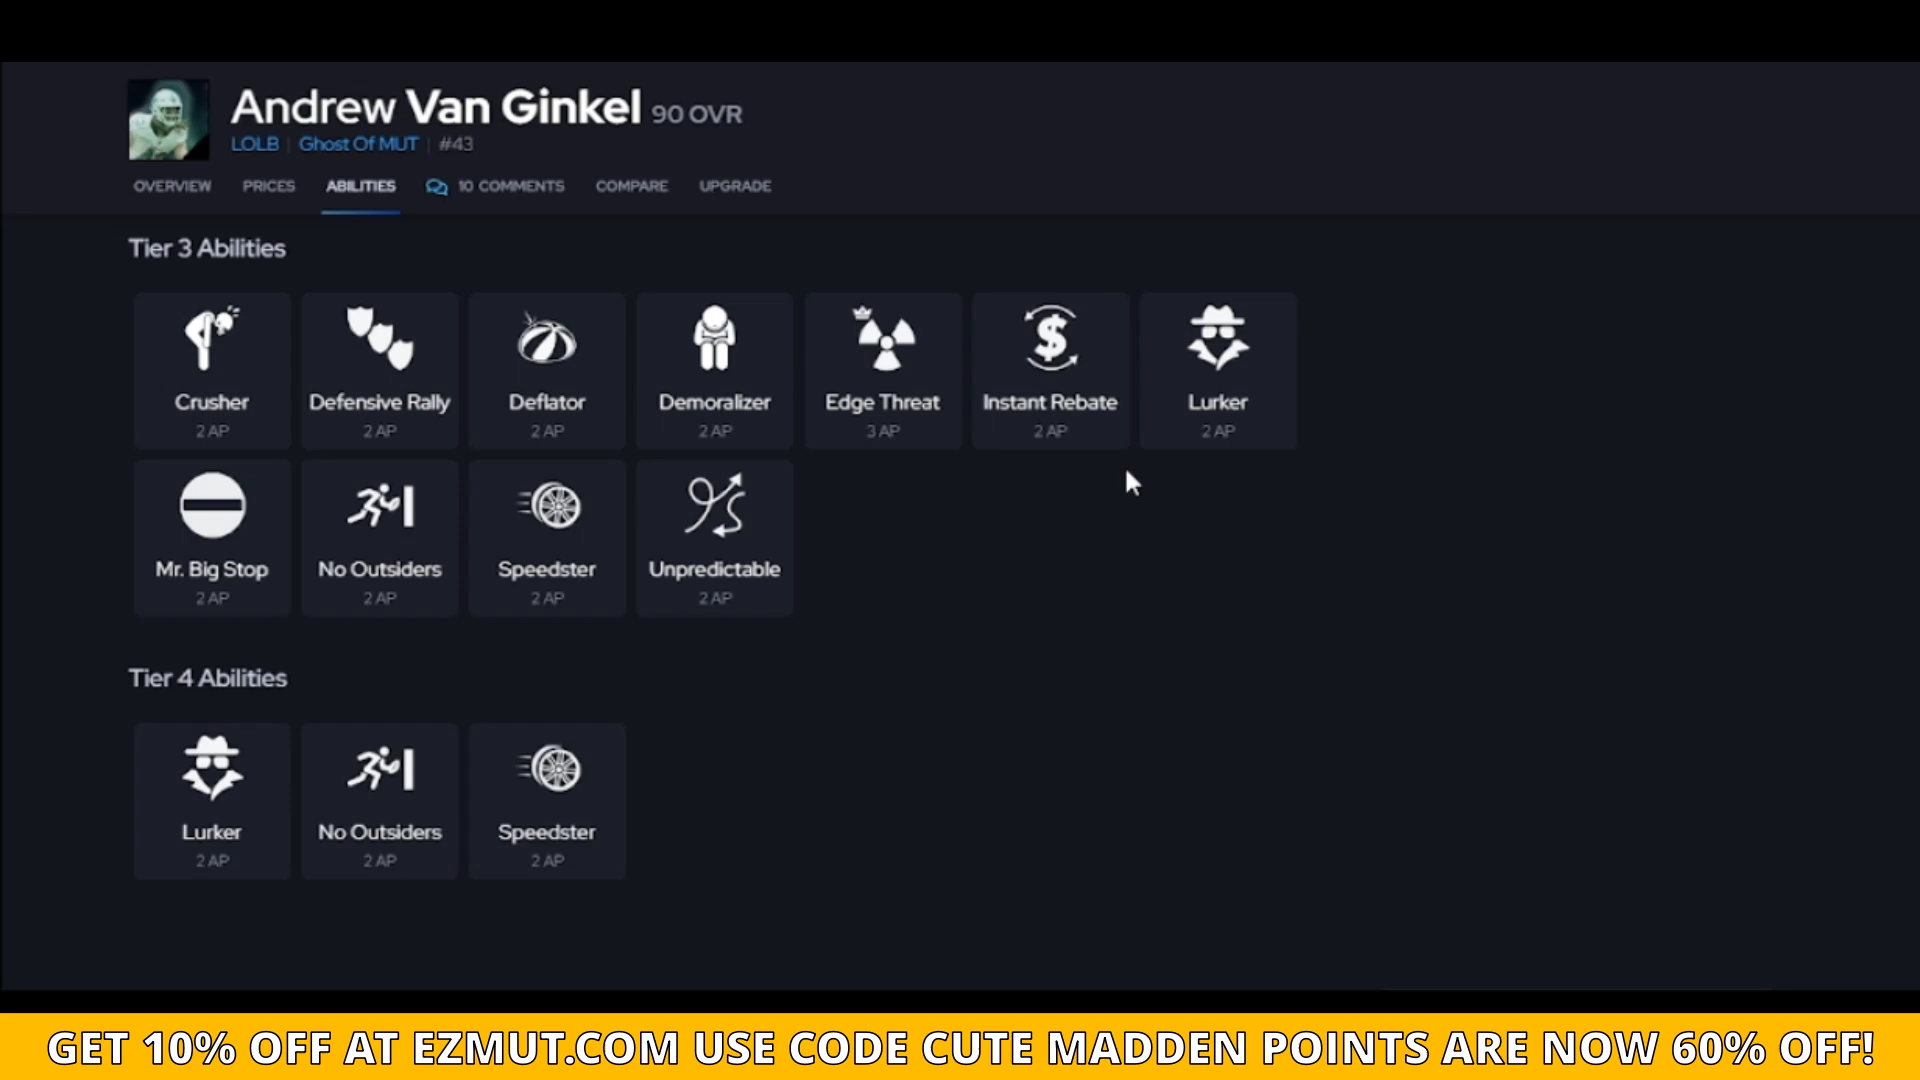 Andrew Van Ginkel 90 OVR
LOLB | Ghost Of MUT | #43
OVERVIEW PRICES ABILITIES 10 COMMENTS COMPARE UPGRADE
Tier 3 Abilities
Crusher Defensive Rally Deflator Demoralizer Edge Threat Instant Rebate Lurker
2 AP 2 AP 2 AP 2 AP 3 AP 2 AP 2 AP
Mr. Big Stop No Outsiders Speedster Unpredictable
2 AP 2 AP 2 AP 2 AP
Tier 4 Abilities
Lurker No Outsiders Speedster
2 AP 2 AP 2 AP
GET 10% OFF AT EZMUT.COM USE CODE CUTE MADDEN POINTS ARE NOW 60% OFF!